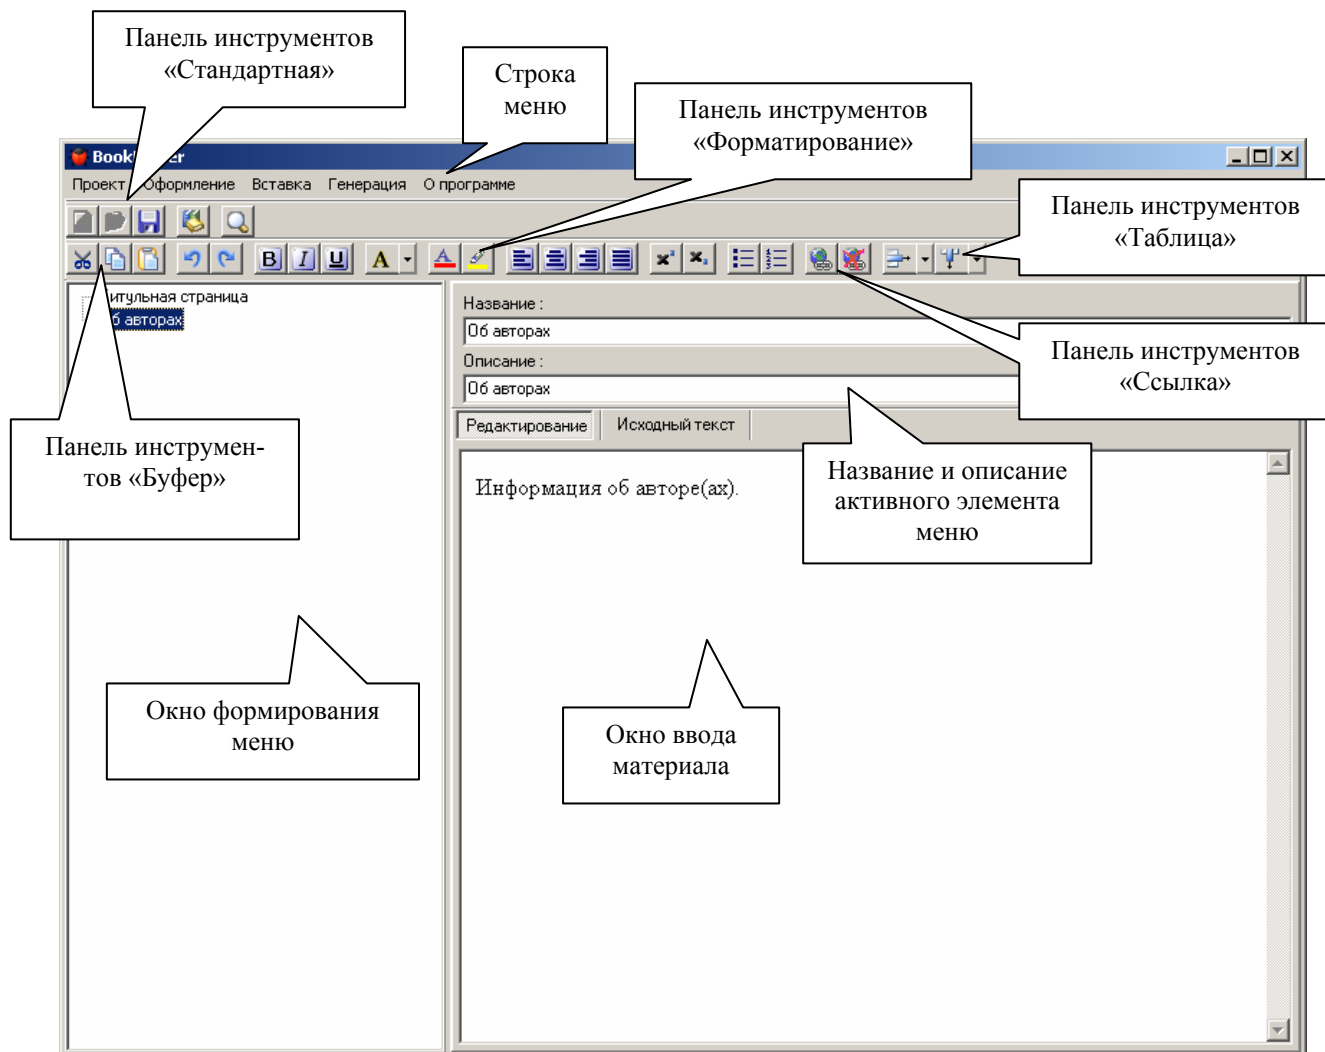 Панель инструментов
«Стандартная»
Строка
меню
Панель инструментов
«Форматирование»
Проект Оформление Вставка Генерация О программе
Панель инструментов
«Таблица»
B I U A A
титульная страница
Об авторах
Название :
Об авторах
Описание :
Об авторах
Панель инструментов
«Ссылка»
Редактирование Исходный текст
Панель инструмен-
тов «Буфер»
Информация об авторе(ах).
Название и описание
активного элемента
меню
Окно формирования
меню
Окно ввода
материала